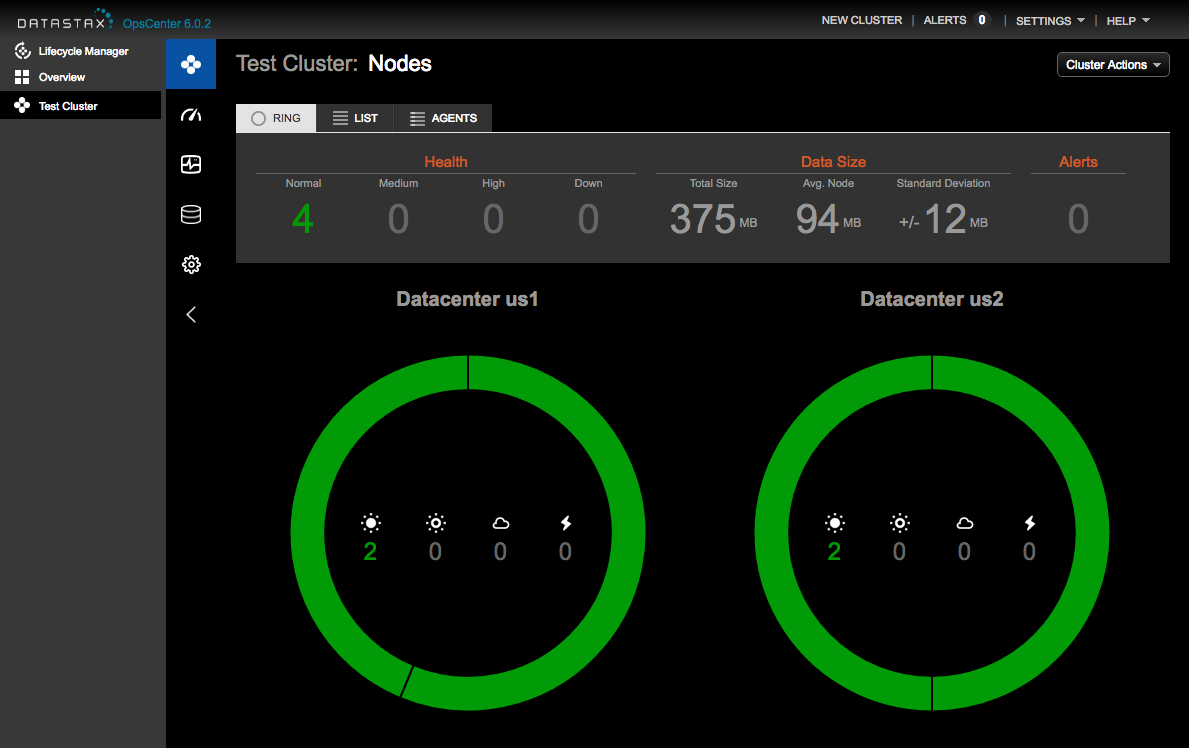 DATASTAX OpsCenter 6.0.2
NEW CLUSTER | ALERTS 0 | SETTINGS | HELP
Lifecycle Manager
Overview
Test Cluster
Test Cluster: Nodes
Cluster Actions
RING LIST AGENTS
Health Data Size Alerts
Normal Medium High Down Total Size Avg. Node Standard Deviation
4 0 0 0 375 MB 94 MB +/- 12 MB 0
Datacenter us1 Datacenter us2
2 0 0 0 2 0 0 0